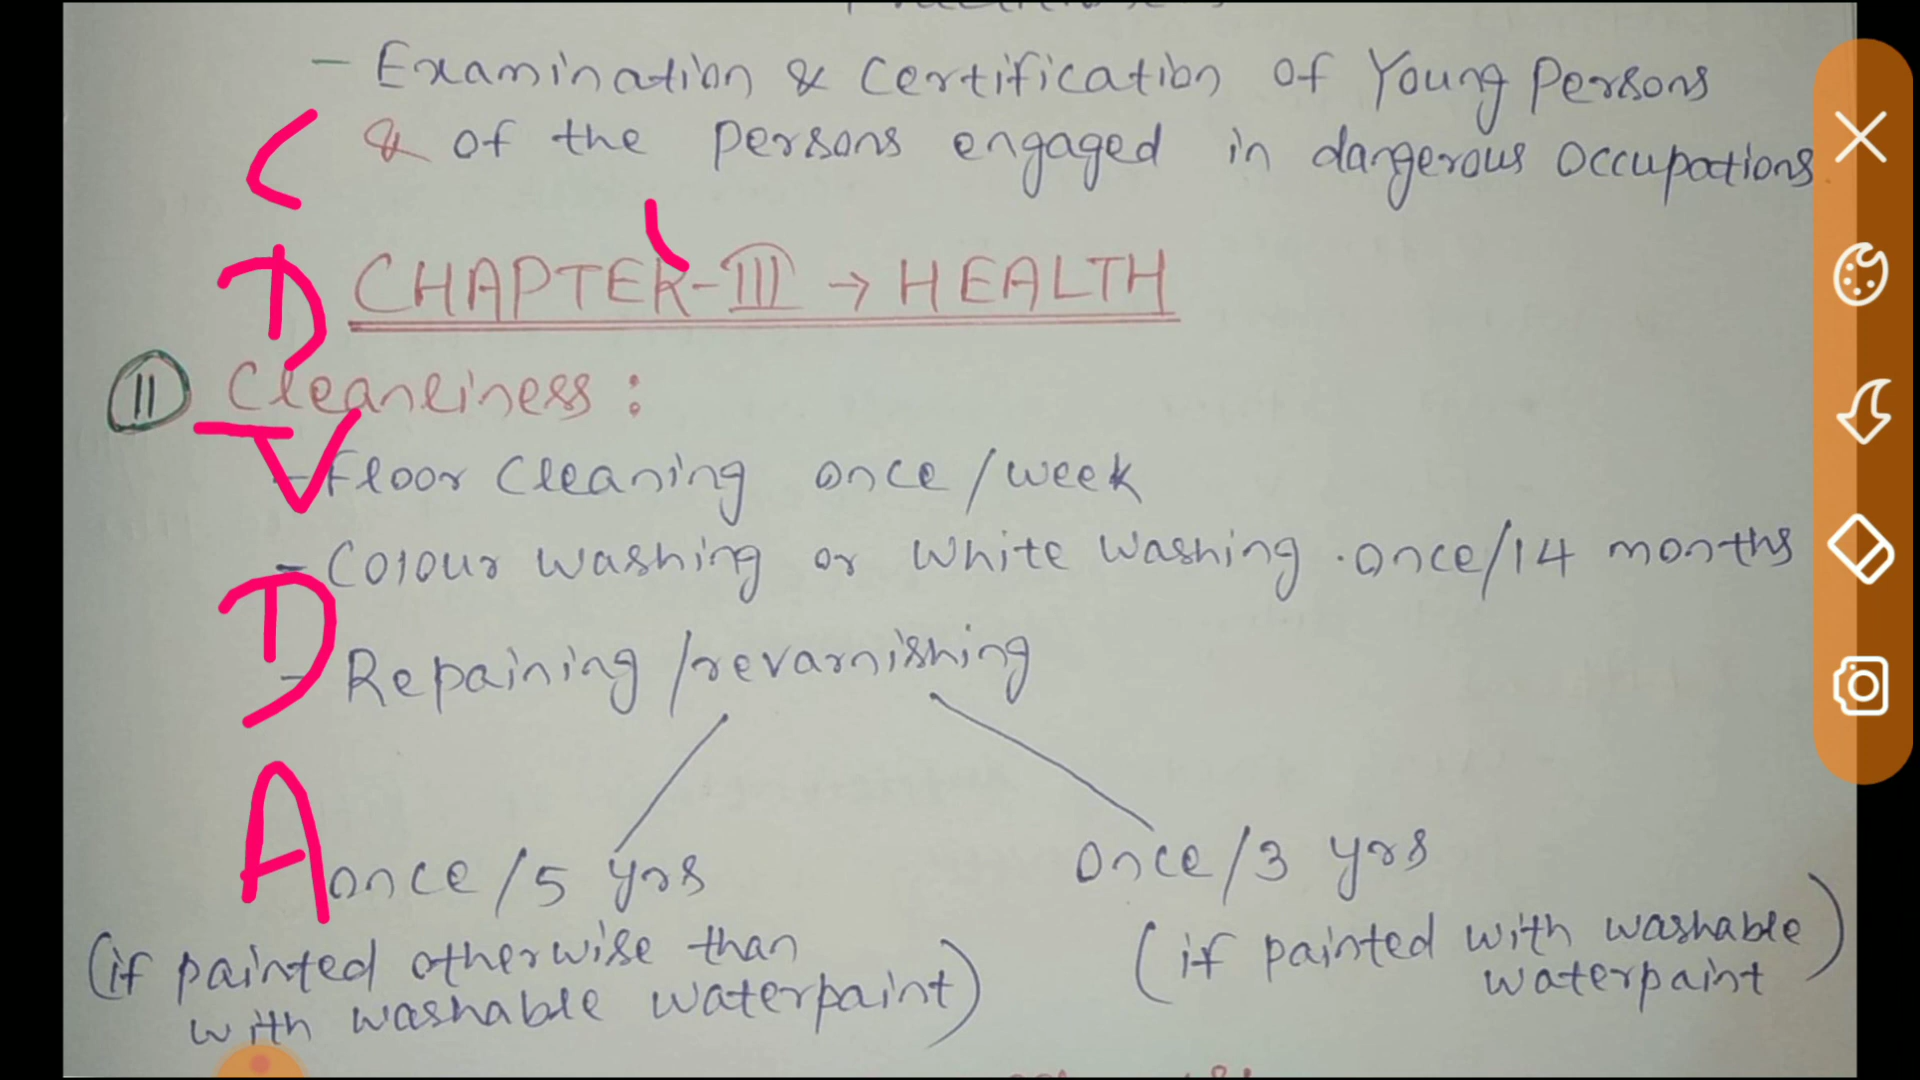 - Examination & Certification of Young Persons
& of the persons engaged in dangerous occupations.
CHAPTER-III → HEALTH
11 Cleanliness :
- Floor Cleaning once/week
- Colour washing or White Washing . once/14 months
- Repaining /revarnishing
once/5 yrs
once/3 yrs
(if painted otherwise than
with washable waterpaint)
(if painted with washable
waterpaint)
C
D
V
D
A